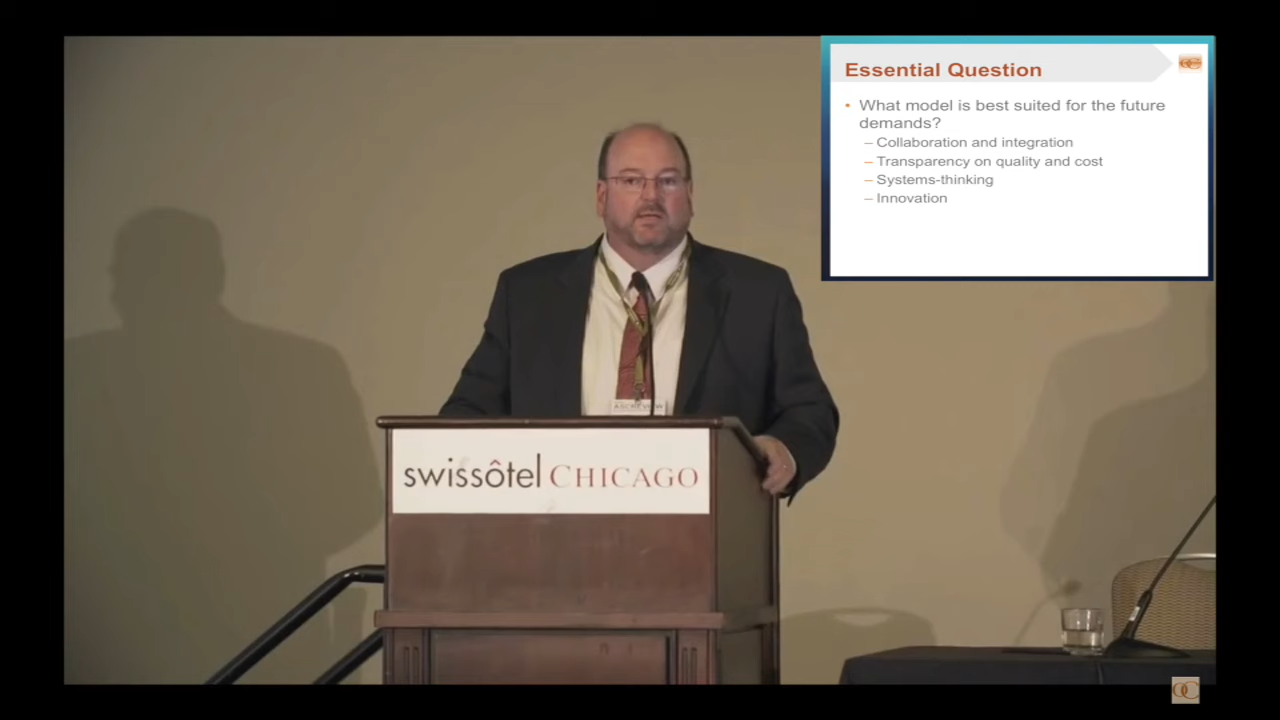 Essential Question
• What model is best suited for the future
demands?
– Collaboration and integration
– Transparency on quality and cost
– Systems-thinking
– Innovation
swissôtel CHICAGO